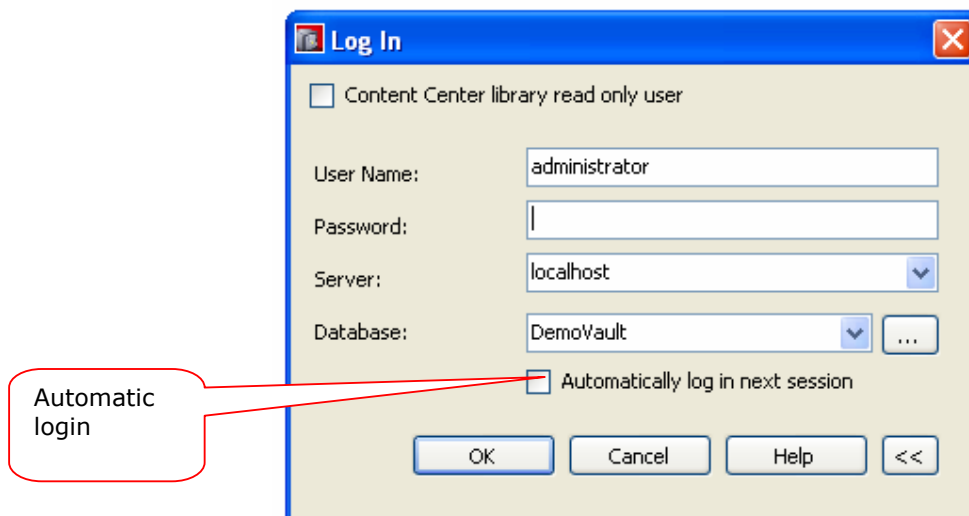 Log In
Content Center library read only user
User Name: administrator
Password:
Server: localhost
Database: DemoVault ...
Automatically log in next session
Automatic
login
OK Cancel Help <<